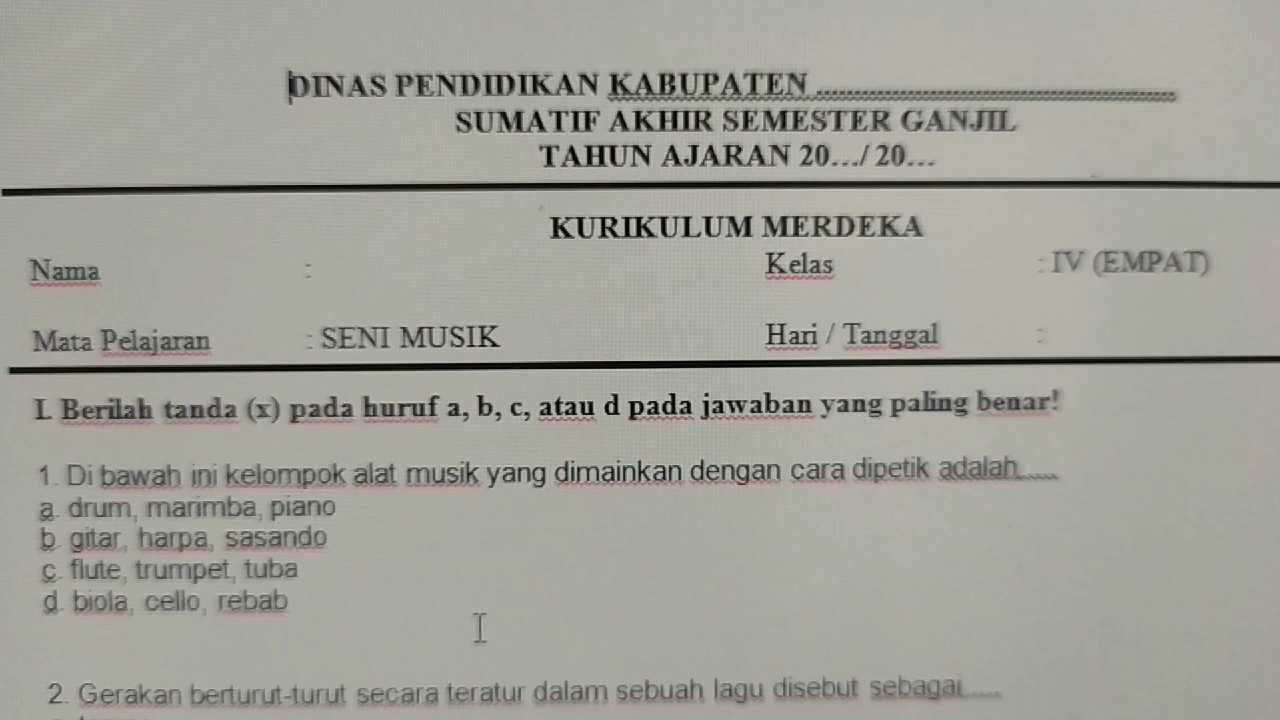 DINAS PENDIDIKAN KABUPATEN ............................................................
SUMATIF AKHIR SEMESTER GANJIL
TAHUN AJARAN 20.../ 20...
KURIKULUM MERDEKA
Nama : Kelas : IV (EMPAT)
Mata Pelajaran : SENI MUSIK Hari / Tanggal :
I. Berilah tanda (x) pada huruf a, b, c, atau d pada jawaban yang paling benar!
1. Di bawah ini kelompok alat musik yang dimainkan dengan cara dipetik adalah.....
a. drum, marimba, piano
b. gitar, harpa, sasando
c. flute, trumpet, tuba
d. biola, cello, rebab
2. Gerakan berturut-turut secara teratur dalam sebuah lagu disebut sebagai.....